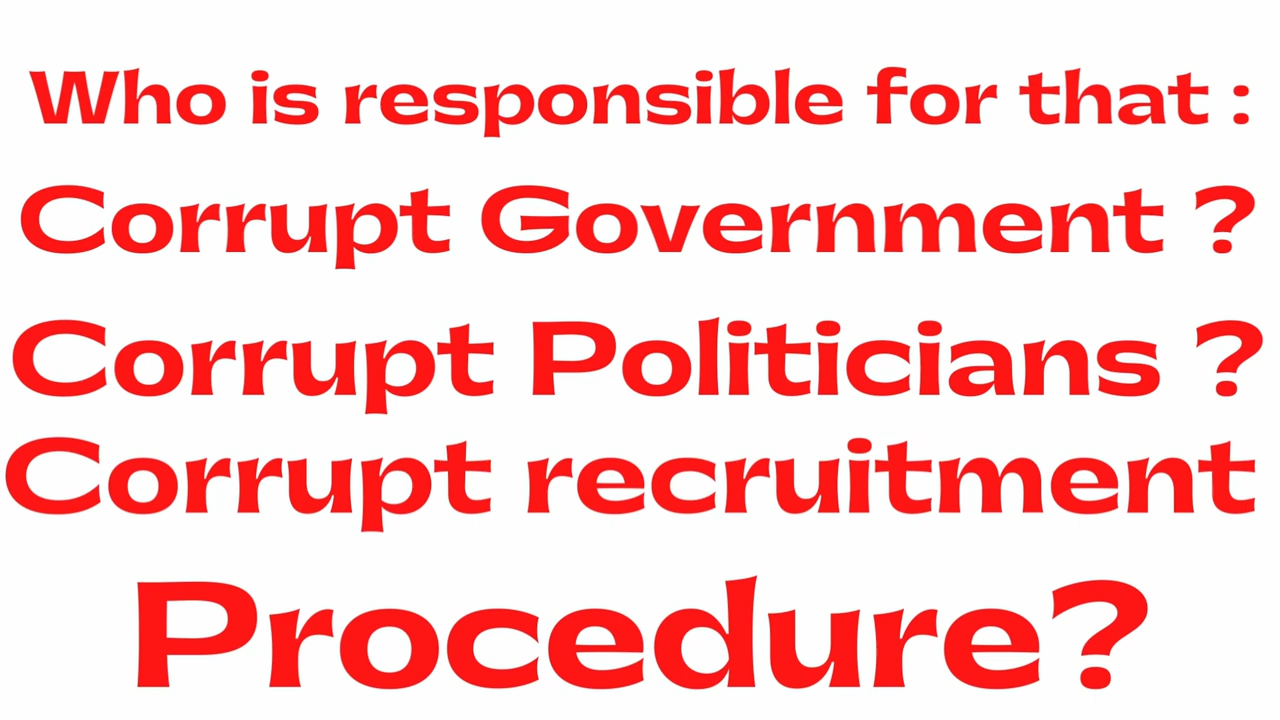 Who is responsible for that :
Corrupt Government ?
Corrupt Politicians ?
Corrupt recruitment
Procedure?